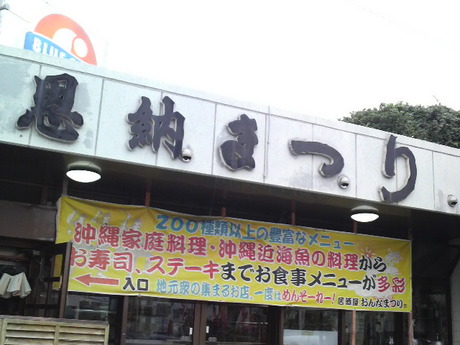 BLUE
恩納まつり
200種類以上の豊富なメニュー
沖縄家庭料理・沖縄近海魚の料理から
お寿司、ステーキまでお食事メニューが多彩
入口 地元家の集まるお店、一度はめんそーれー! 居酒屋 おんなまつり